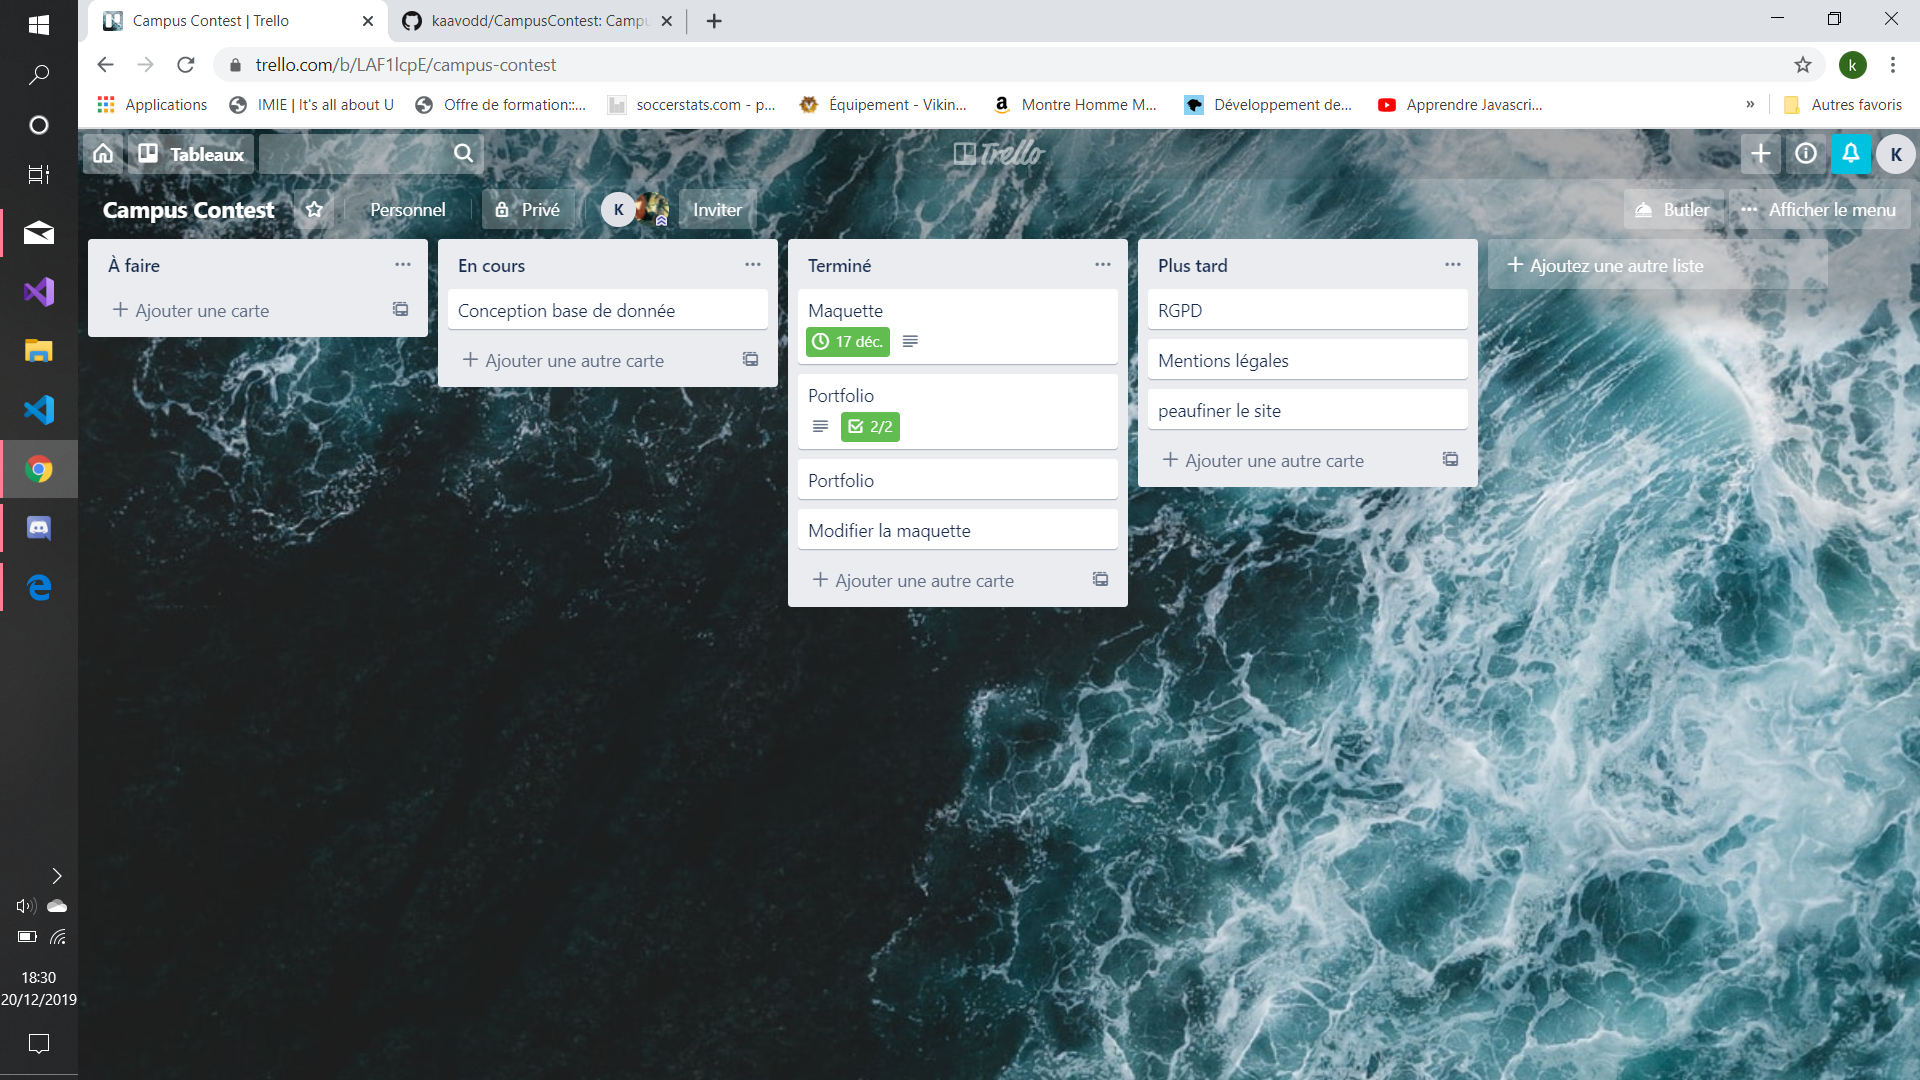 Campus Contest | Trello
kaavodd/CampusContest: Campu
trello.com/b/LAF1lcpE/campus-contest
k
Applications
IMIE | It's all about U
Offre de formation::...
soccerstats.com - p...
Équipement - Vikin...
Montre Homme M...
Développement de...
Apprendre Javascri...
»
Autres favoris
Tableaux
Trello
K
Campus Contest
Personnel
Privé
K
Inviter
Butler
Afficher le menu
À faire
Ajouter une carte
En cours
Conception base de donnée
Ajouter une autre carte
Terminé
Maquette
17 déc.
Portfolio
2/2
Portfolio
Modifier la maquette
Ajouter une autre carte
Plus tard
RGPD
Mentions légales
peaufiner le site
Ajouter une autre carte
Ajoutez une autre liste
18:30
20/12/2019